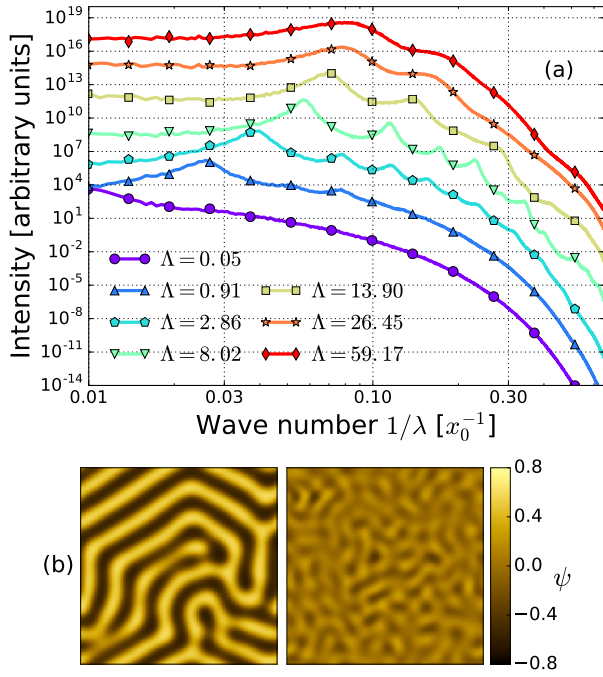 Intensity [arbitrary units]
10^19
10^16
10^13
10^10
10^7
10^4
10^1
10^-2
10^-5
10^-8
10^-11
10^-14
(a)
Λ = 0.05
Λ = 0.91
Λ = 2.86
Λ = 8.02
Λ = 13.90
Λ = 26.45
Λ = 59.17
0.01 0.03 0.10 0.30
Wave number 1/λ [x_0^-1]
(b)
0.8
0.4
0.0
−0.4
−0.8
ψ